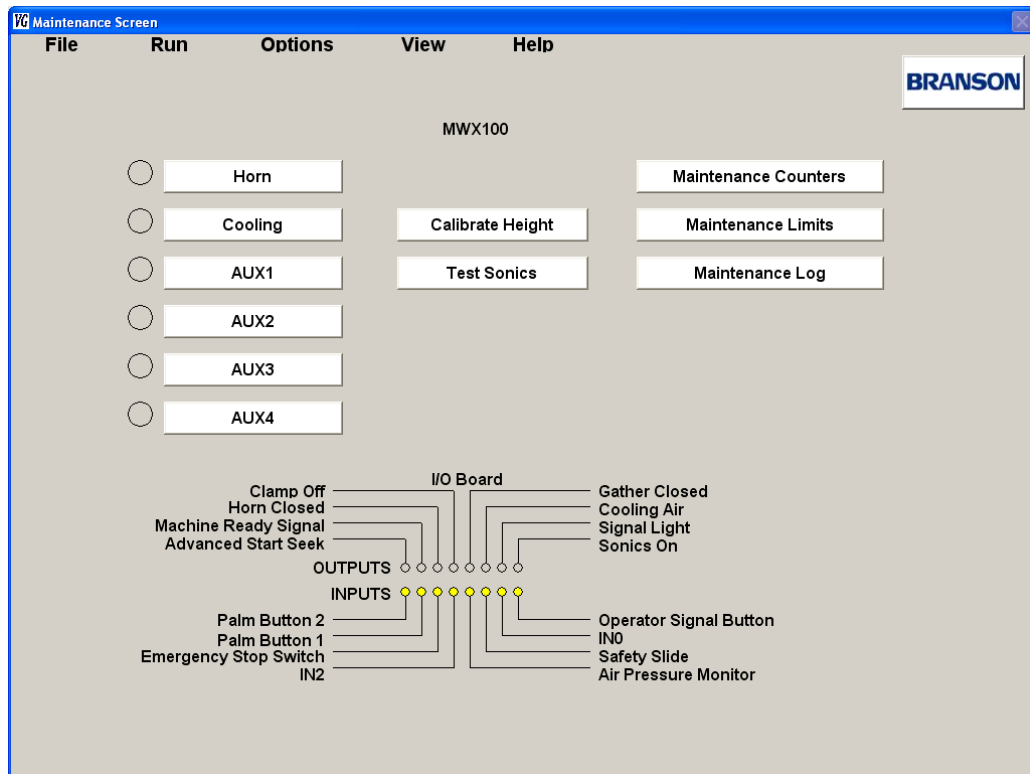 VG Maintenance Screen
File Run Options View Help
BRANSON
MWX100
Horn
Maintenance Counters
Cooling
Calibrate Height
Maintenance Limits
AUX1
Test Sonics
Maintenance Log
AUX2
AUX3
AUX4
I/O Board
Clamp Off
Gather Closed
Horn Closed
Cooling Air
Machine Ready Signal
Signal Light
Advanced Start Seek
Sonics On
OUTPUTS
INPUTS
Palm Button 2
Operator Signal Button
Palm Button 1
IN0
Emergency Stop Switch
Safety Slide
IN2
Air Pressure Monitor